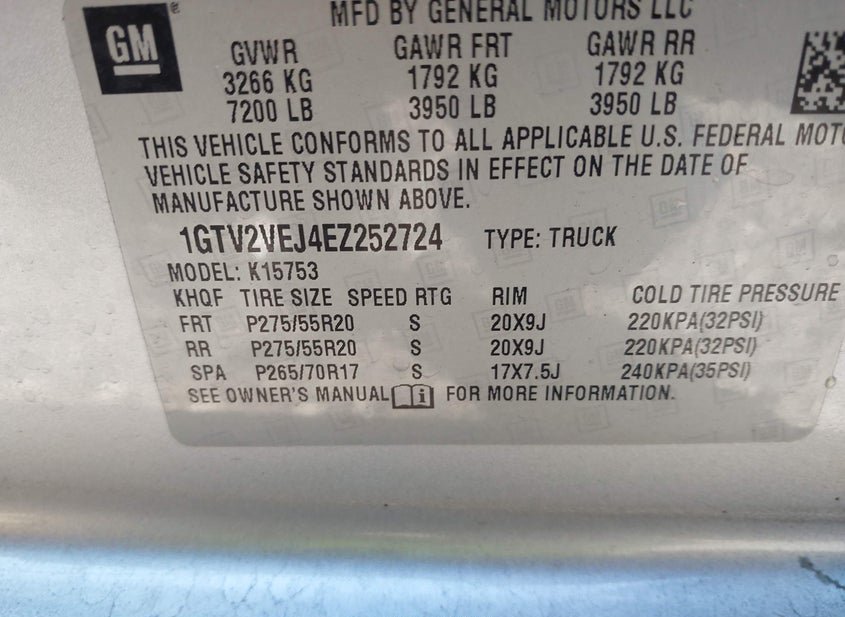 MFD BY GENERAL MOTORS LLC
GM
GVWR GAWR FRT GAWR RR
3266 KG 1792 KG 1792 KG
7200 LB 3950 LB 3950 LB
THIS VEHICLE CONFORMS TO ALL APPLICABLE U.S. FEDERAL MOTO
VEHICLE SAFETY STANDARDS IN EFFECT ON THE DATE OF
MANUFACTURE SHOWN ABOVE.
1GTV2VEJ4EZ252724 TYPE: TRUCK
MODEL: K15753
KHQF TIRE SIZE SPEED RTG RIM COLD TIRE PRESSURE
FRT P275/55R20 S 20X9J 220KPA(32PSI)
RR P275/55R20 S 20X9J 220KPA(32PSI)
SPA P265/70R17 S 17X7.5J 240KPA(35PSI)
SEE OWNER'S MANUAL i FOR MORE INFORMATION.